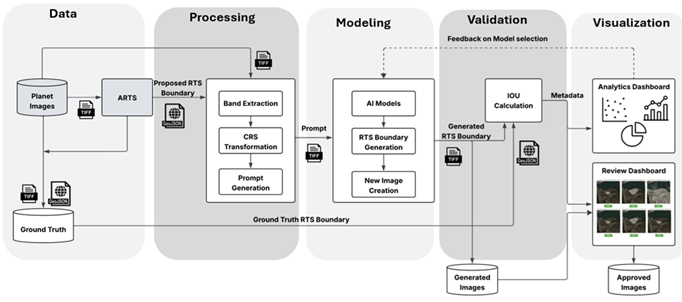 Data
Processing
Modeling
Validation
Visualization
Feedback on Model selection
TIFF
Planet
Images
TIFF
ARTS
Proposed RTS
Boundary
GeoJSON
Band Extraction
CRS
Transformation
Prompt
Generation
Prompt
TIFF
AI Models
RTS Boundary
Generation
New Image
Creation
Generated
RTS Boundary
TIFF
GeoJSON
IOU
Calculation
Metadata
Analytics Dashboard
Review Dashboard
TIFF
GeoJSON
Ground Truth
Ground Truth RTS Boundary
Generated
Images
Approved
Images